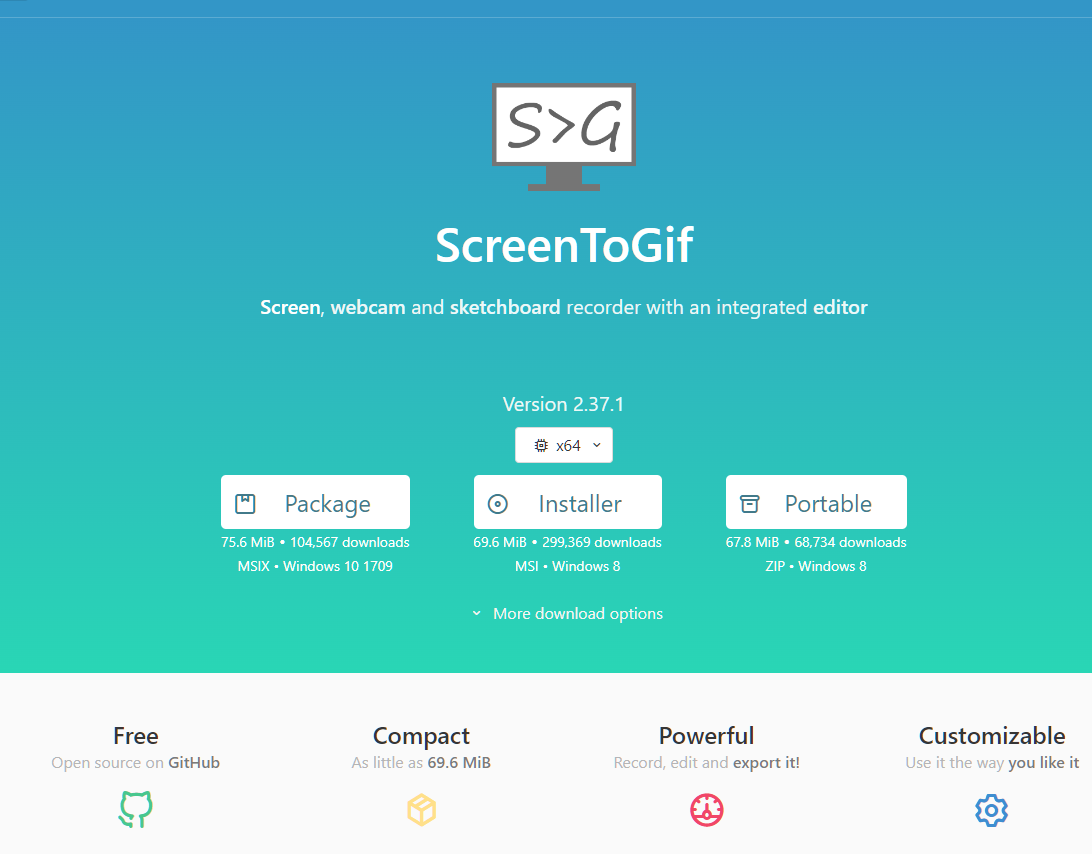 S>G
ScreenToGif
Screen, webcam and sketchboard recorder with an integrated editor
Version 2.37.1
x64
Package Installer Portable
75.6 MiB • 104,567 downloads 69.6 MiB • 299,369 downloads 67.8 MiB • 68,734 downloads
MSIX • Windows 10 1709 MSI • Windows 8 ZIP • Windows 8
More download options
Free Compact Powerful Customizable
Open source on GitHub As little as 69.6 MiB Record, edit and export it! Use it the way you like it